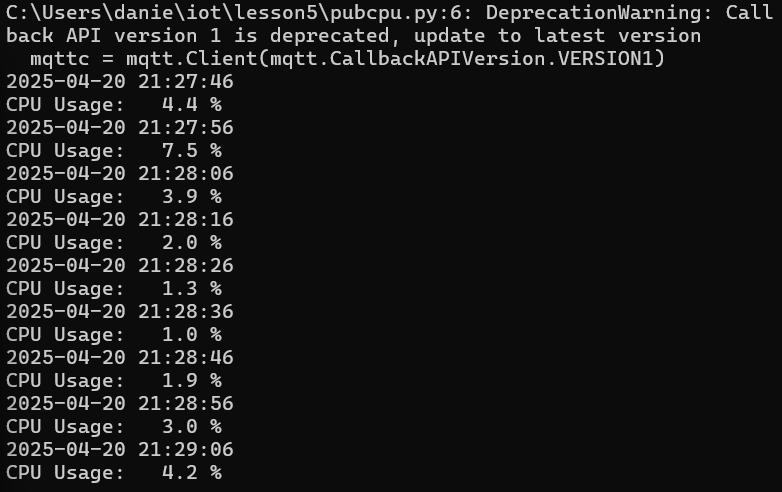 C:\Users\danie\iot\lesson5\pubcpu.py:6: DeprecationWarning: Call
back API version 1 is deprecated, update to latest version
  mqttc = mqtt.Client(mqtt.CallbackAPIVersion.VERSION1)
2025-04-20 21:27:46
CPU Usage:   4.4 %
2025-04-20 21:27:56
CPU Usage:   7.5 %
2025-04-20 21:28:06
CPU Usage:   3.9 %
2025-04-20 21:28:16
CPU Usage:   2.0 %
2025-04-20 21:28:26
CPU Usage:   1.3 %
2025-04-20 21:28:36
CPU Usage:   1.0 %
2025-04-20 21:28:46
CPU Usage:   1.9 %
2025-04-20 21:28:56
CPU Usage:   3.0 %
2025-04-20 21:29:06
CPU Usage:   4.2 %